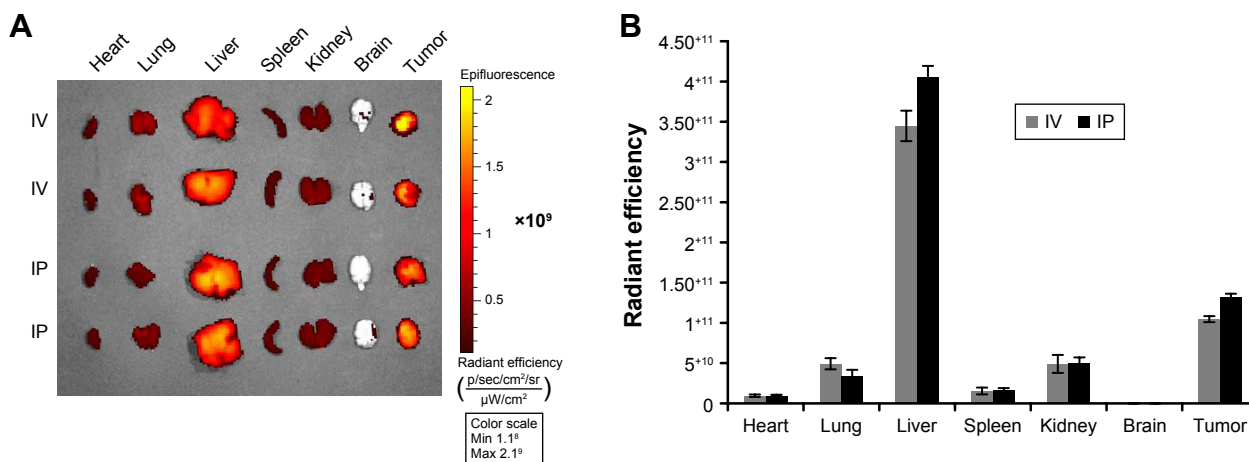 A
Heart Lung Liver Spleen Kidney Brain Tumor
IV
IV
IP
IP
Epifluorescence
2
1.5
1
0.5
×10⁹
Radiant efficiency
(p/sec/cm²/sr
µW/cm²)
Color scale
Min 1.1⁸
Max 2.1⁹
B
Radiant efficiency
4.50⁺¹¹
4⁺¹¹
3.50⁺¹¹
3⁺¹¹
2.50⁺¹¹
2⁺¹¹
1.50⁺¹¹
1⁺¹¹
5⁺¹⁰
0
IV IP
Heart Lung Liver Spleen Kidney Brain Tumor